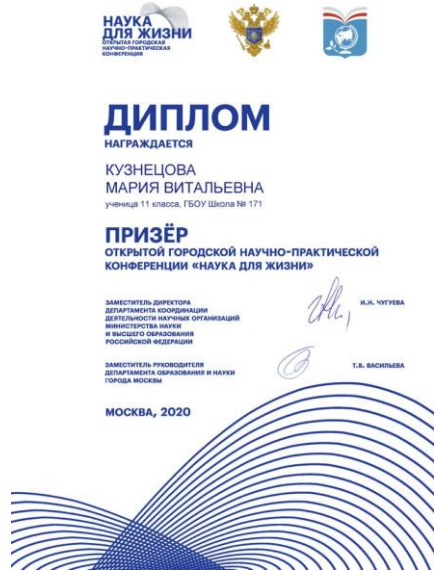 НАУКА
ДЛЯ ЖИЗНИ
ОТКРЫТАЯ ГОРОДСКАЯ
НАУЧНО-ПРАКТИЧЕСКАЯ
КОНФЕРЕНЦИЯ
ДИПЛОМ
НАГРАЖДАЕТСЯ
КУЗНЕЦОВА
МАРИЯ ВИТАЛЬЕВНА
ученица 11 класса, ГБОУ Школа № 171
ПРИЗЁР
ОТКРЫТОЙ ГОРОДСКОЙ НАУЧНО-ПРАКТИЧЕСКОЙ
КОНФЕРЕНЦИИ «НАУКА ДЛЯ ЖИЗНИ»
ЗАМЕСТИТЕЛЬ ДИРЕКТОРА
ДЕПАРТАМЕНТА КООРДИНАЦИИ
ДЕЯТЕЛЬНОСТИ НАУЧНЫХ ОРГАНИЗАЦИЙ
МИНИСТЕРСТВА НАУКИ
И ВЫСШЕГО ОБРАЗОВАНИЯ
РОССИЙСКОЙ ФЕДЕРАЦИИ
И.Н. ЧУГУЕВА
ЗАМЕСТИТЕЛЬ РУКОВОДИТЕЛЯ
ДЕПАРТАМЕНТА ОБРАЗОВАНИЯ И НАУКИ
ГОРОДА МОСКВЫ
Т.В. ВАСИЛЬЕВА
МОСКВА, 2020